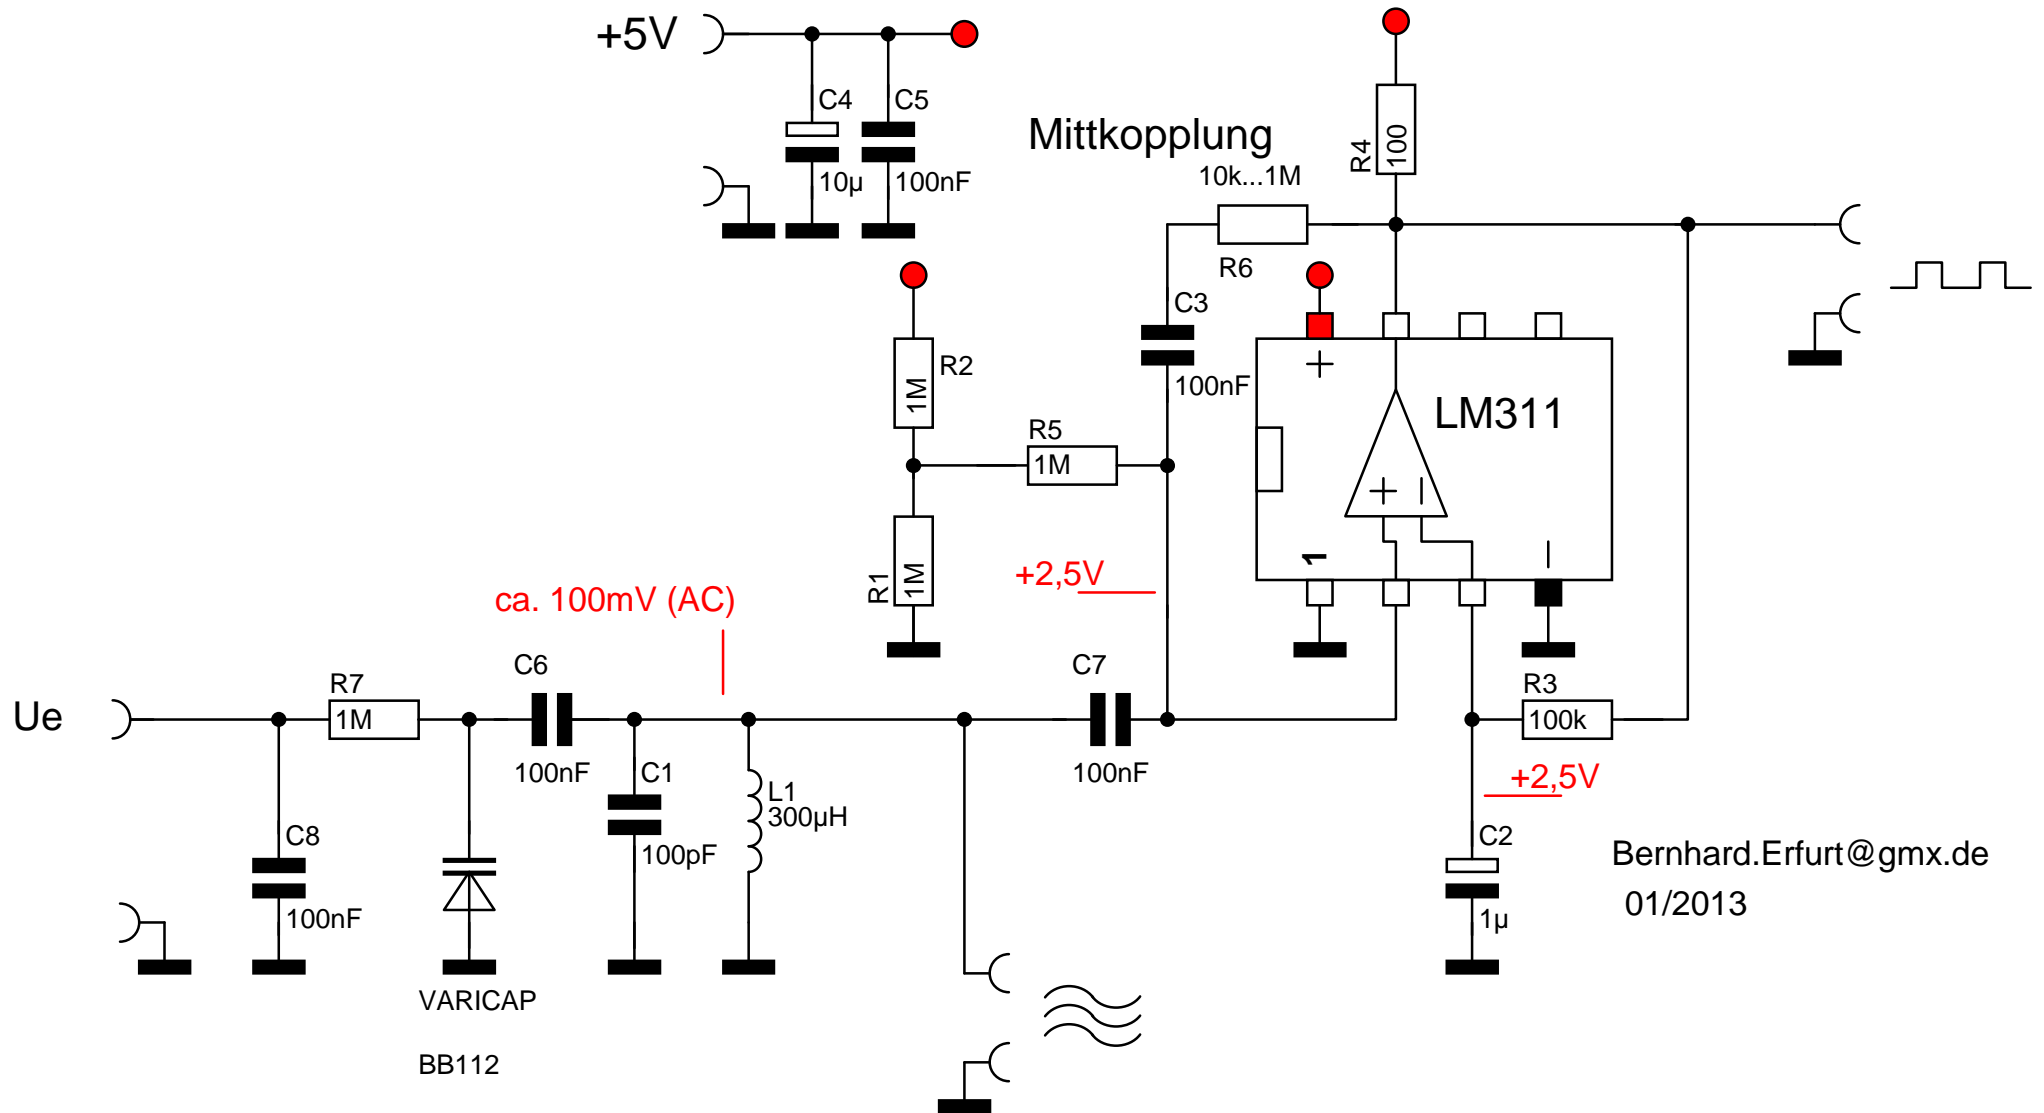 +5V
C4
C5
10µ
100nF
Mittkopplung
10k...1M
R6
R4
100
C3
100nF
R2
1M
R5
1M
R1
1M
+
LM311
+
−
1
−
+2,5V
ca. 100mV (AC)
Ue
R7
1M
C6
100nF
C7
100nF
R3
100k
+2,5V
C1
100pF
L1
300µH
C8
100nF
C2
1µ
VARICAP
BB112
Bernhard.Erfurt@gmx.de
01/2013